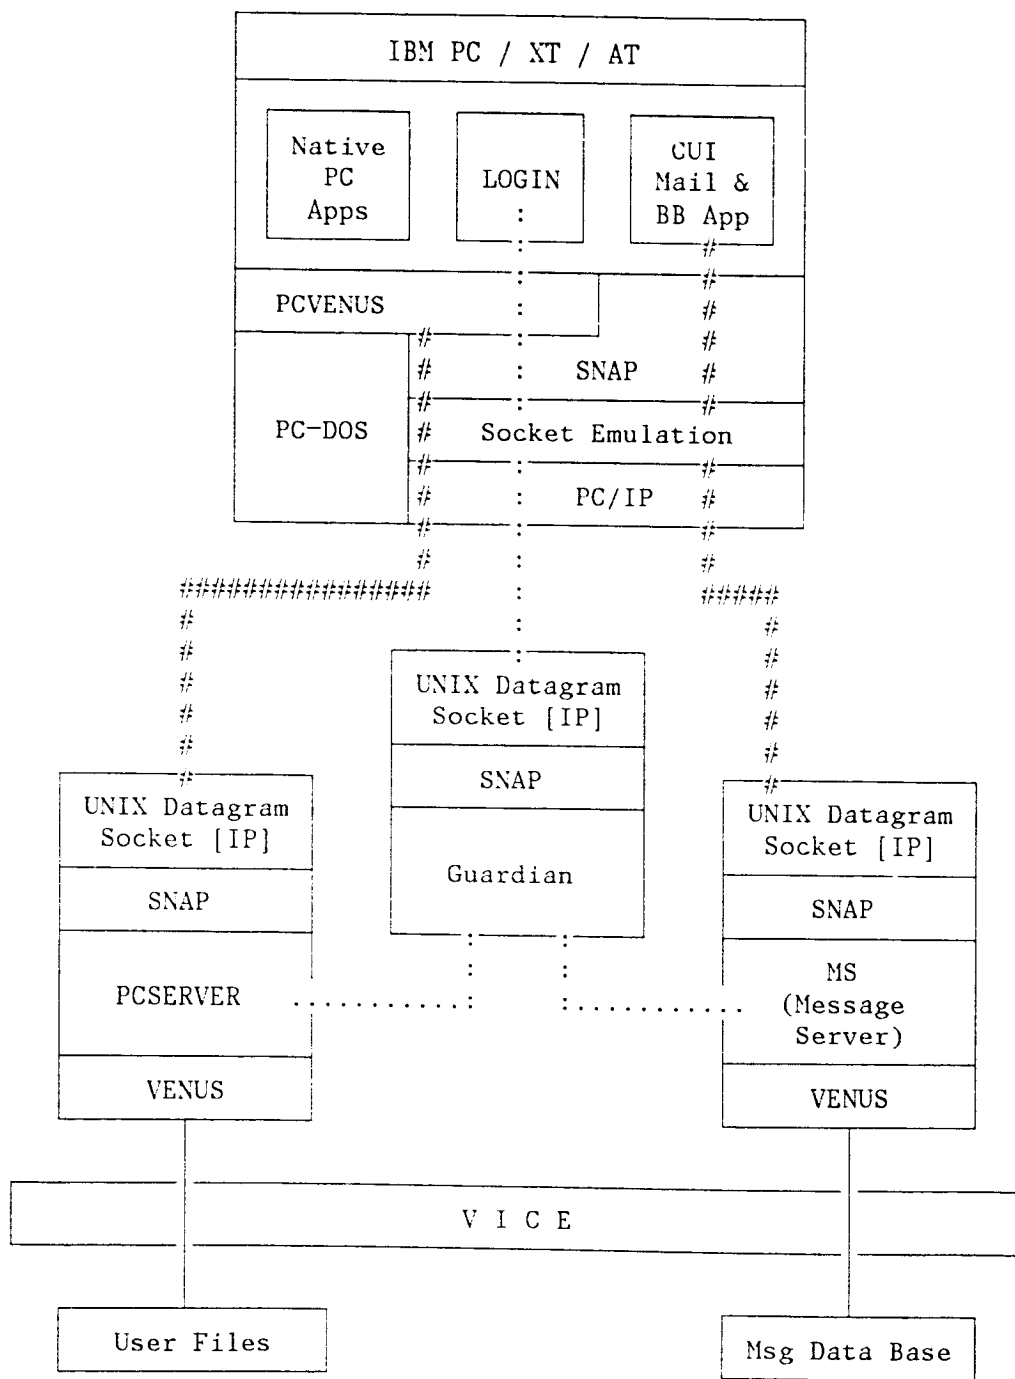 IBM PC / XT / AT
Native
PC
Apps
LOGIN
CUI
Mail &
BB App
PCVENUS
SNAP
PC-DOS
Socket Emulation
PC/IP
UNIX Datagram
Socket [IP]
SNAP
Guardian
UNIX Datagram
Socket [IP]
SNAP
PCSERVER
VENUS
UNIX Datagram
Socket [IP]
SNAP
MS
(Message
Server)
VENUS
V I C E
User Files
Msg Data Base